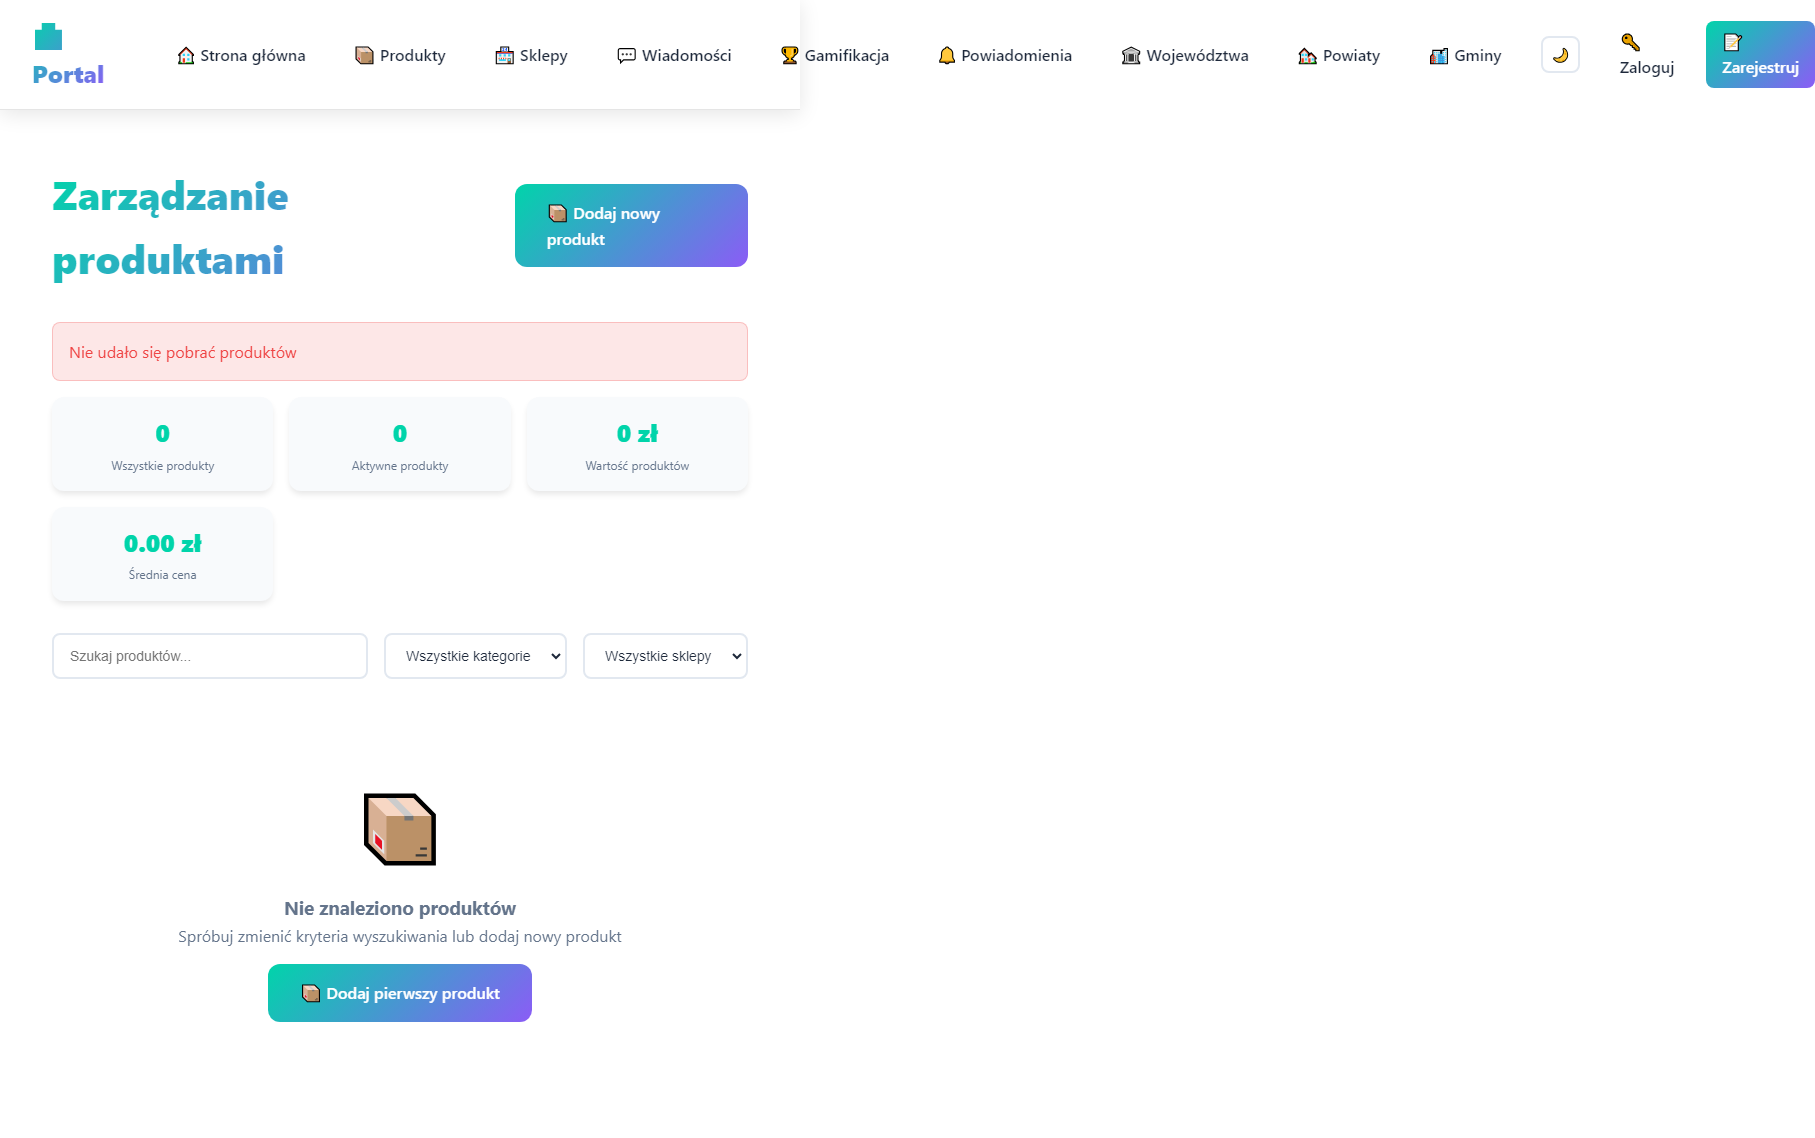 Portal
Strona główna
Produkty
Sklepy
Wiadomości
Gamifikacja
Powiadomienia
Województwa
Powiaty
Gminy
Zaloguj
Zarejestruj
Zarządzanie
produktami
Dodaj nowy
produkt
Nie udało się pobrać produktów
0
Wszystkie produkty
0
Aktywne produkty
0 zł
Wartość produktów
0.00 zł
Średnia cena
Szukaj produktów...
Wszystkie kategorie
Wszystkie sklepy
Nie znaleziono produktów
Spróbuj zmienić kryteria wyszukiwania lub dodaj nowy produkt
Dodaj pierwszy produkt